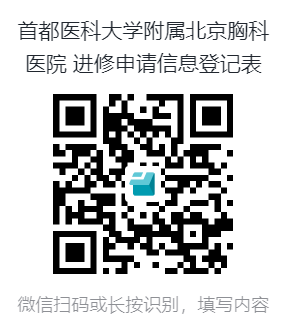 首都医科大学附属北京胸科
医院 进修申请信息登记表
微信扫码或长按识别，填写内容